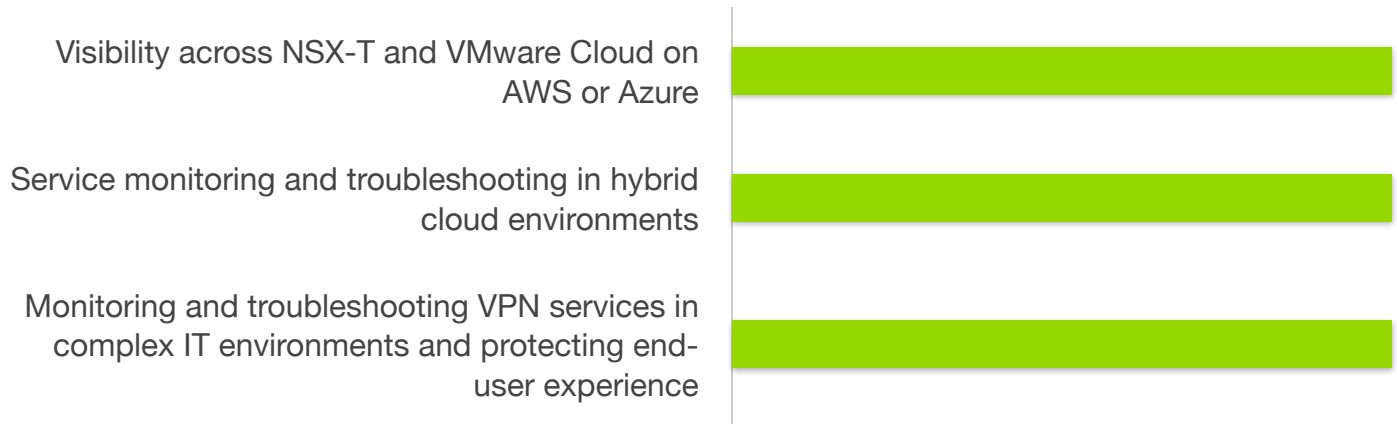 Visibility across NSX-T and VMware Cloud on
AWS or Azure
Service monitoring and troubleshooting in hybrid
cloud environments
Monitoring and troubleshooting VPN services in
complex IT environments and protecting end-
user experience